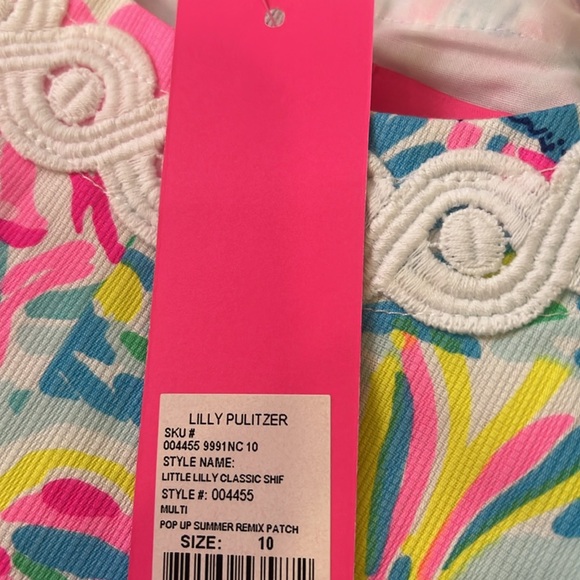 LILLY PULITZER
SKU #
004455 9991NC 10
STYLE NAME:
LITTLE LILLY CLASSIC SHIF
STYLE #: 004455
MULTI
POP UP SUMMER REMIX PATCH
SIZE: 10